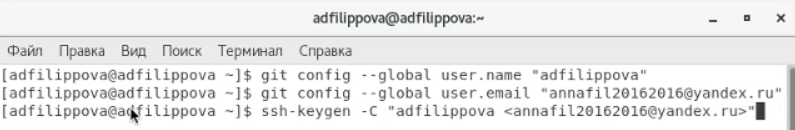 adfilippova@adfilippova:~
Файл Правка Вид Поиск Терминал Справка
[adfilippova@adfilippova ~]$ git config --global user.name "adfilippova"
[adfilippova@adfilippova ~]$ git config --global user.email "annafil20162016@yandex.ru"
[adfilippova@adfilippova ~]$ ssh-keygen -C "adfilippova <annafil20162016@yandex.ru>"